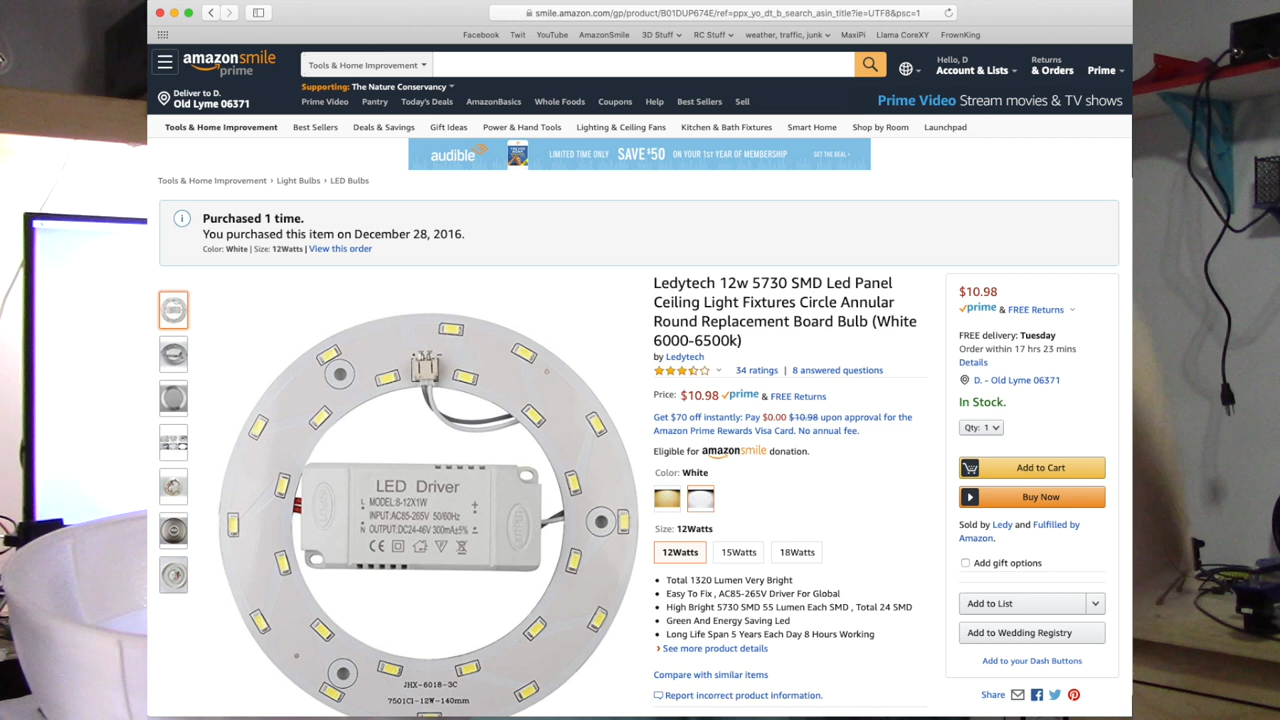 smile.amazon.com/gp/product/B01DUP674E/ref=ppx_yo_dt_b_search_asin_title?ie=UTF8&psc=1
Facebook Twit YouTube AmazonSmile 3D Stuff RC Stuff weather, traffic, junk MaxiPi Llama CoreXY FrownKing
amazonsmile
prime
Tools & Home Improvement
Hello, D
Account & Lists
Returns
& Orders
Prime
Deliver to D.
Old Lyme 06371
Supporting: The Nature Conservancy
Prime Video Pantry Today's Deals AmazonBasics Whole Foods Coupons Help Best Sellers Sell
Prime Video Stream movies & TV shows
Tools & Home Improvement Best Sellers Deals & Savings Gift Ideas Power & Hand Tools Lighting & Ceiling Fans Kitchen & Bath Fixtures Smart Home Shop by Room Launchpad
audible LIMITED TIME ONLY SAVE $50 ON YOUR 1ST YEAR OF MEMBERSHIP GET THE DEAL ›
Tools & Home Improvement › Light Bulbs › LED Bulbs
Purchased 1 time.
You purchased this item on December 28, 2016.
Color: White | Size: 12Watts | View this order
LED Driver
MODEL:8-12X1W
INPUT:AC85-265V 50/60Hz
OUTPUT:DC24-46V 300mA±5%
JHX-6018-3C
7501CI-12W-140mm
Ledytech 12w 5730 SMD Led Panel
Ceiling Light Fixtures Circle Annular
Round Replacement Board Bulb (White
6000-6500k)
by Ledytech
34 ratings | 8 answered questions
Price: $10.98 prime & FREE Returns
Get $70 off instantly: Pay $0.00 $10.98 upon approval for the
Amazon Prime Rewards Visa Card. No annual fee.
Eligible for amazonsmile donation.
Color: White
Size: 12Watts
12Watts 15Watts 18Watts
• Total 1320 Lumen Very Bright
• Easy To Fix , AC85-265V Driver For Global
• High Bright 5730 SMD 55 Lumen Each SMD , Total 24 SMD
• Green And Energy Saving Led
• Long Life Span 5 Years Each Day 8 Hours Working
› See more product details
Compare with similar items
Report incorrect product information.
$10.98
prime & FREE Returns
FREE delivery: Tuesday
Order within 17 hrs 23 mins
Details
D. - Old Lyme 06371
In Stock.
Qty: 1
Add to Cart
Buy Now
Sold by Ledy and Fulfilled by
Amazon.
Add gift options
Add to List
Add to Wedding Registry
Add to your Dash Buttons
Share